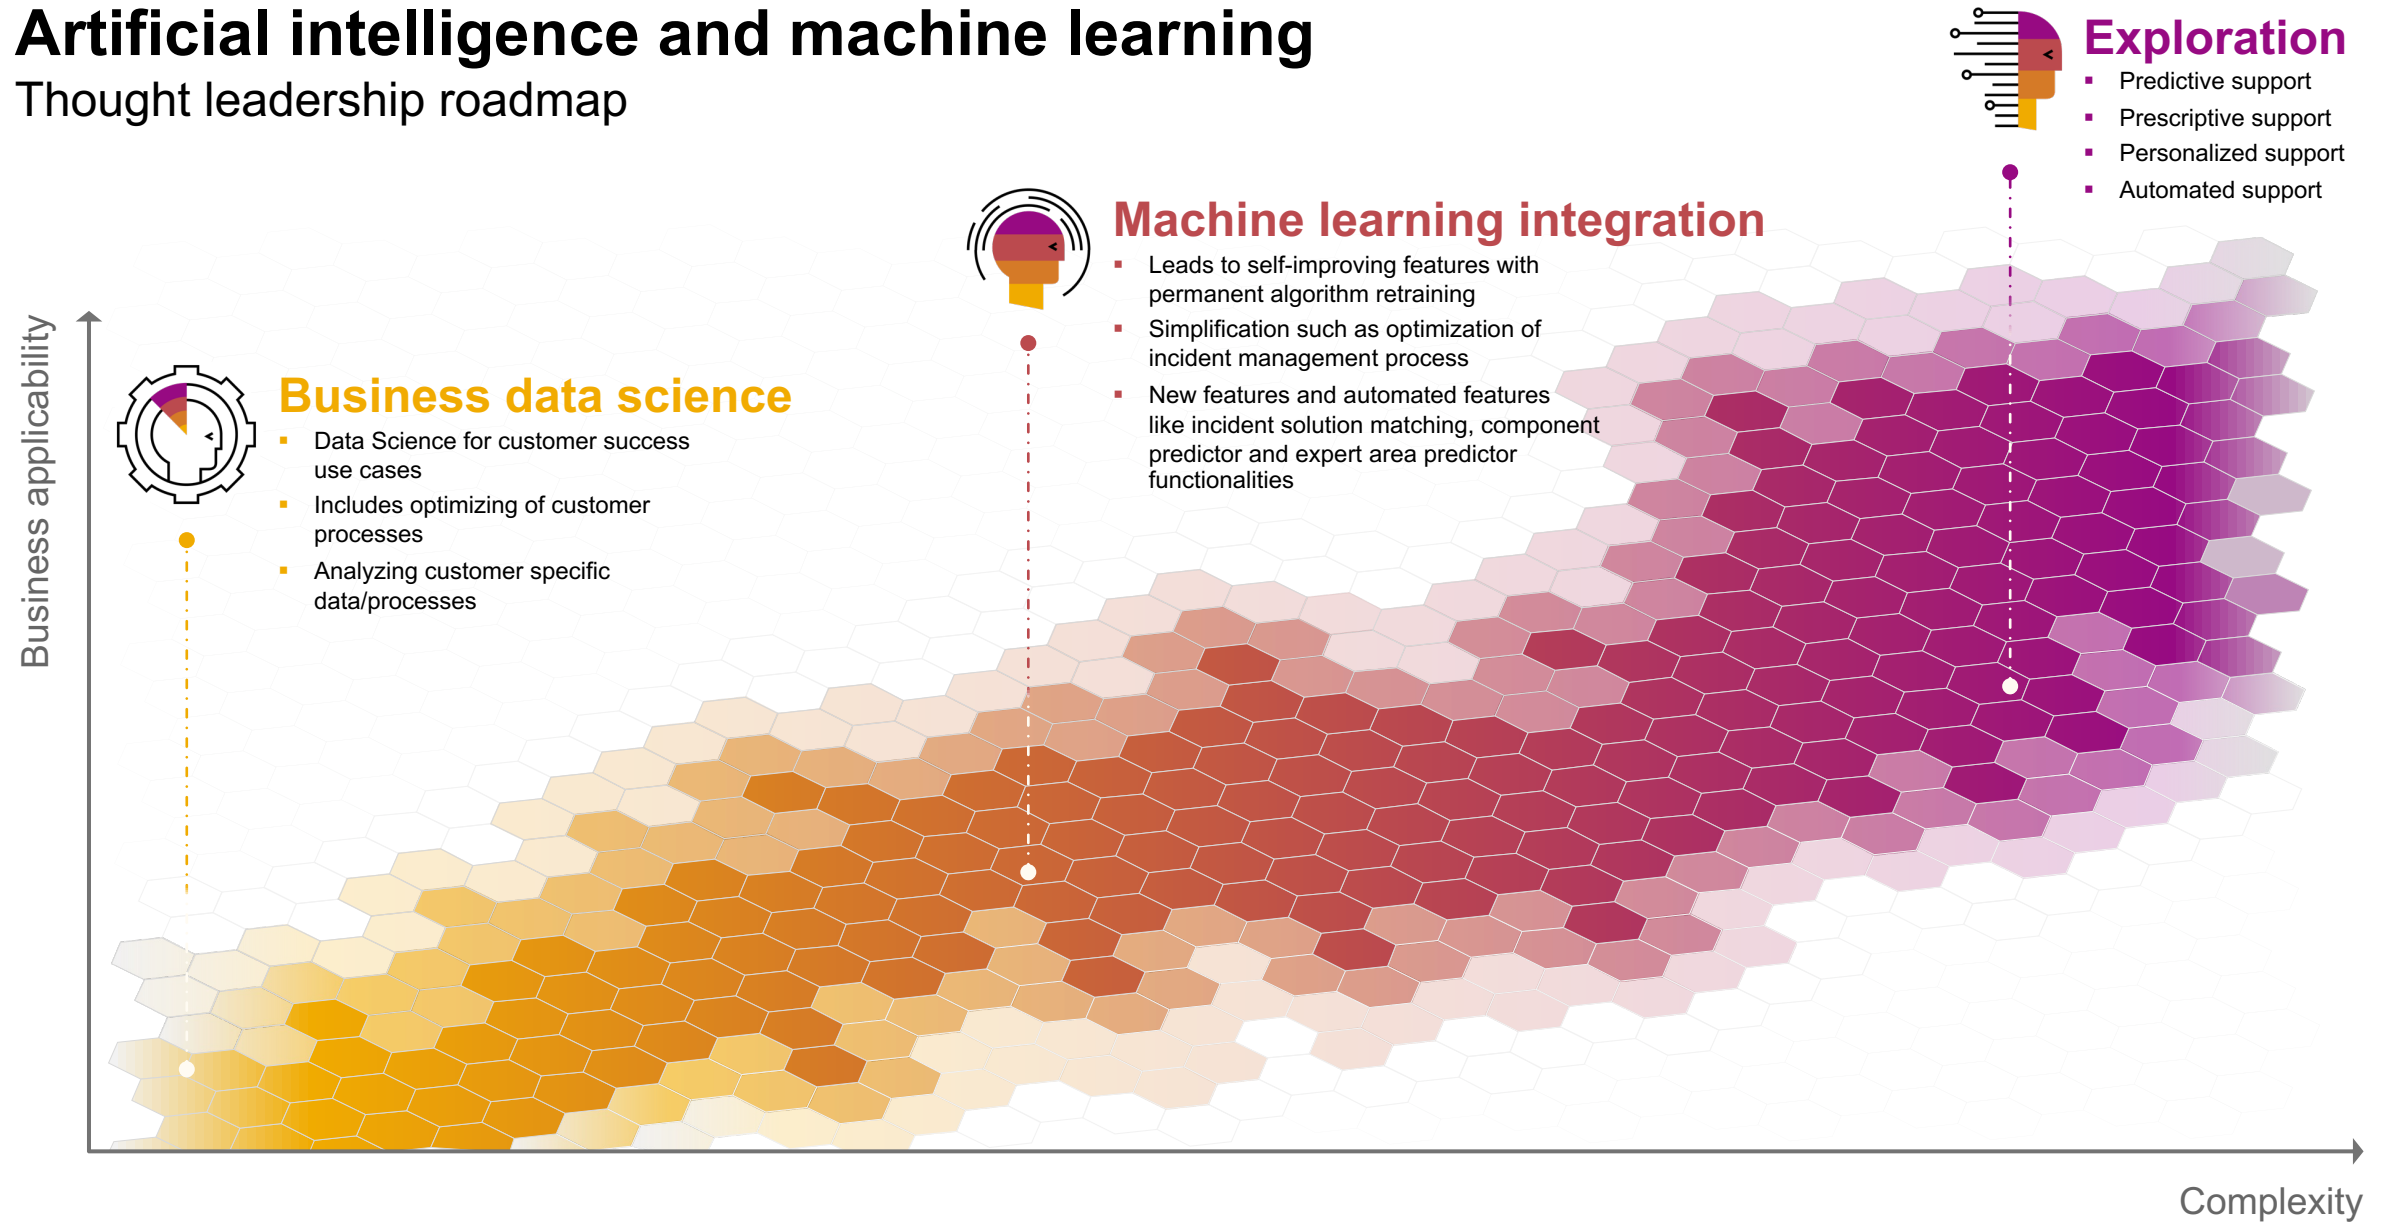 Artificial intelligence and machine learning
Thought leadership roadmap
Exploration
▪ Predictive support
▪ Prescriptive support
▪ Personalized support
▪ Automated support
Machine learning integration
▪ Leads to self-improving features with
permanent algorithm retraining
▪ Simplification such as optimization of
incident management process
▪ New features and automated features
like incident solution matching, component
predictor and expert area predictor
functionalities
Business data science
▪ Data Science for customer success
use cases
▪ Includes optimizing of customer
processes
▪ Analyzing customer specific
data/processes
Business applicability
Complexity